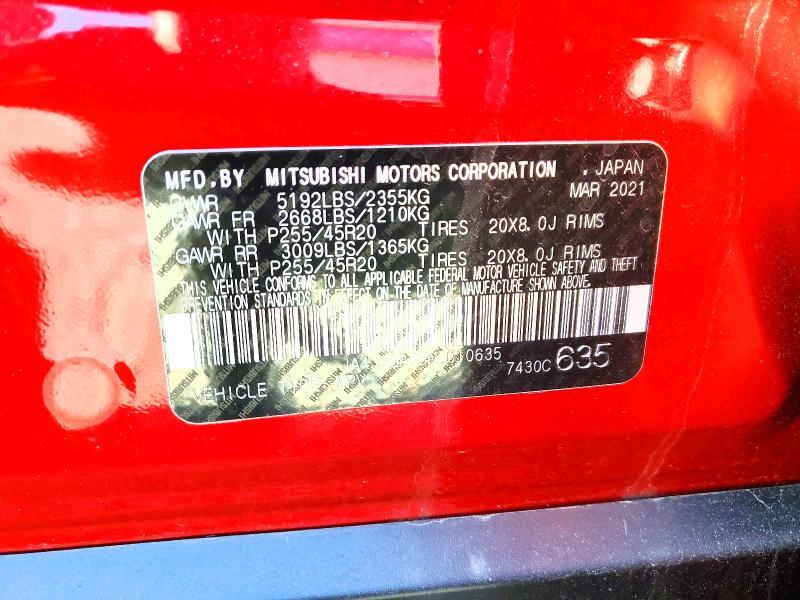 MFD.BY MITSUBISHI MOTORS CORPORATION . JAPAN
GVWR 5192LBS/2355KG MAR 2021
GAWR FR 2668LBS/1210KG
WITH P255/45R20 TIRES 20X8.0J RIMS
GAWR RR 3009LBS/1365KG
WITH P255/45R20 TIRES 20X8.0J RIMS
THIS VEHICLE CONFORMS TO ALL APPLICABLE FEDERAL MOTOR VEHICLE SAFETY AND THEFT
PREVENTION STANDARDS IN EFFECT ON THE DATE OF MANUFACTURE SHOWN ABOVE.
0635
7430C 635
VEHICLE TYPE MPV